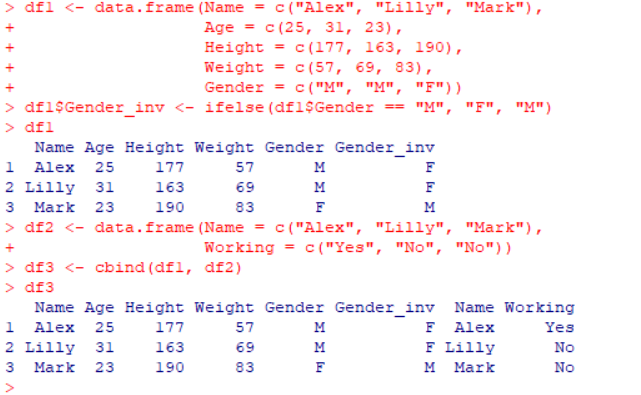 > df1 <- data.frame(Name = c("Alex", "Lilly", "Mark"),
+                   Age = c(25, 31, 23),
+                   Height = c(177, 163, 190),
+                   Weight = c(57, 69, 83),
+                   Gender = c("M", "M", "F"))
> df1$Gender_inv <- ifelse(df1$Gender == "M", "F", "M")
> df1
   Name Age Height Weight Gender Gender_inv
1  Alex  25    177     57      M          F
2 Lilly  31    163     69      M          F
3  Mark  23    190     83      F          M
> df2 <- data.frame(Name = c("Alex", "Lilly", "Mark"),
+                   Working = c("Yes", "No", "No"))
> df3 <- cbind(df1, df2)
> df3
   Name Age Height Weight Gender Gender_inv  Name Working
1  Alex  25    177     57      M          F  Alex     Yes
2 Lilly  31    163     69      M          F Lilly      No
3  Mark  23    190     83      F          M  Mark      No
>